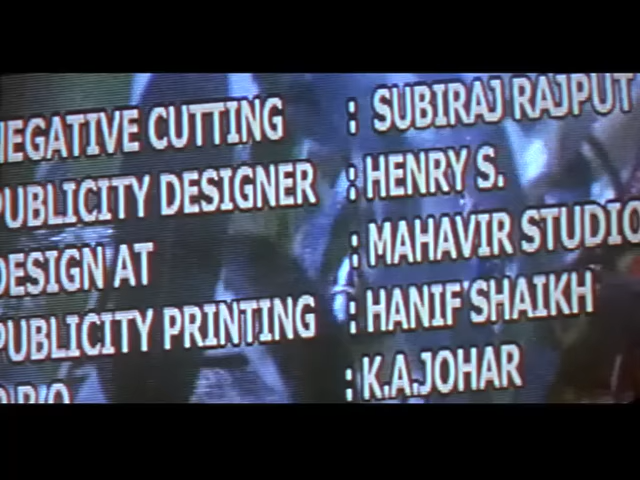 NEGATIVE CUTTING : SUBIRAJ RAJPUT
PUBLICITY DESIGNER : HENRY S.
DESIGN AT : MAHAVIR STUDIO
PUBLICITY PRINTING : HANIF SHAIKH
: K.A.JOHAR